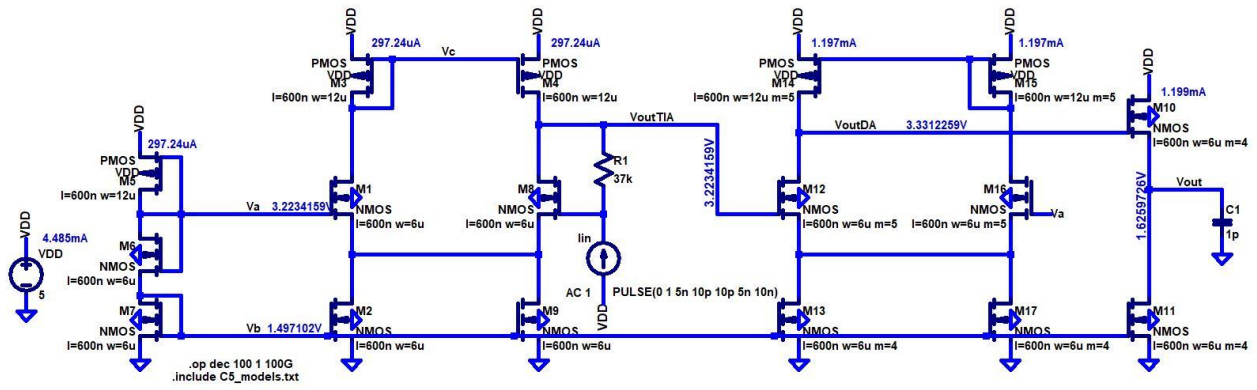 VDD
297.24uA
PMOS
VDD
M3
l=600n w=12u
Vc
VDD
297.24uA
PMOS
VDD
M4
l=600n w=12u
VDD
1.197mA
PMOS
VDD
M14
l=600n w=12u m=5
VDD
1.197mA
PMOS
VDD
M15
l=600n w=12u m=5
VDD
1.199mA
M10
NMOS
l=600n w=6u m=4
VDD
297.24uA
PMOS
VDD
M5
l=600n w=12u
VoutTIA
R1
37k
3.2234159V
VoutDA
3.3312259V
Va
3.2234159V
M1
NMOS
l=600n w=6u
M8
NMOS
l=600n w=6u
M12
NMOS
l=600n w=6u m=5
M16
NMOS
l=600n w=6u m=5
Va
Vout
1.6259726V
C1
1p
4.485mA
VDD
VDD
5
M6
NMOS
l=600n w=6u
Iin
AC 1
PULSE(0 1 5n 10p 10p 5n 10n)
VDD
M7
NMOS
l=600n w=6u
Vb
1.497102V
M2
NMOS
l=600n w=6u
M9
NMOS
l=600n w=6u
M13
NMOS
l=600n w=6u m=4
M17
NMOS
l=600n w=6u m=4
M11
NMOS
l=600n w=6u m=4
.op dec 100 1 100G
.include C5_models.txt